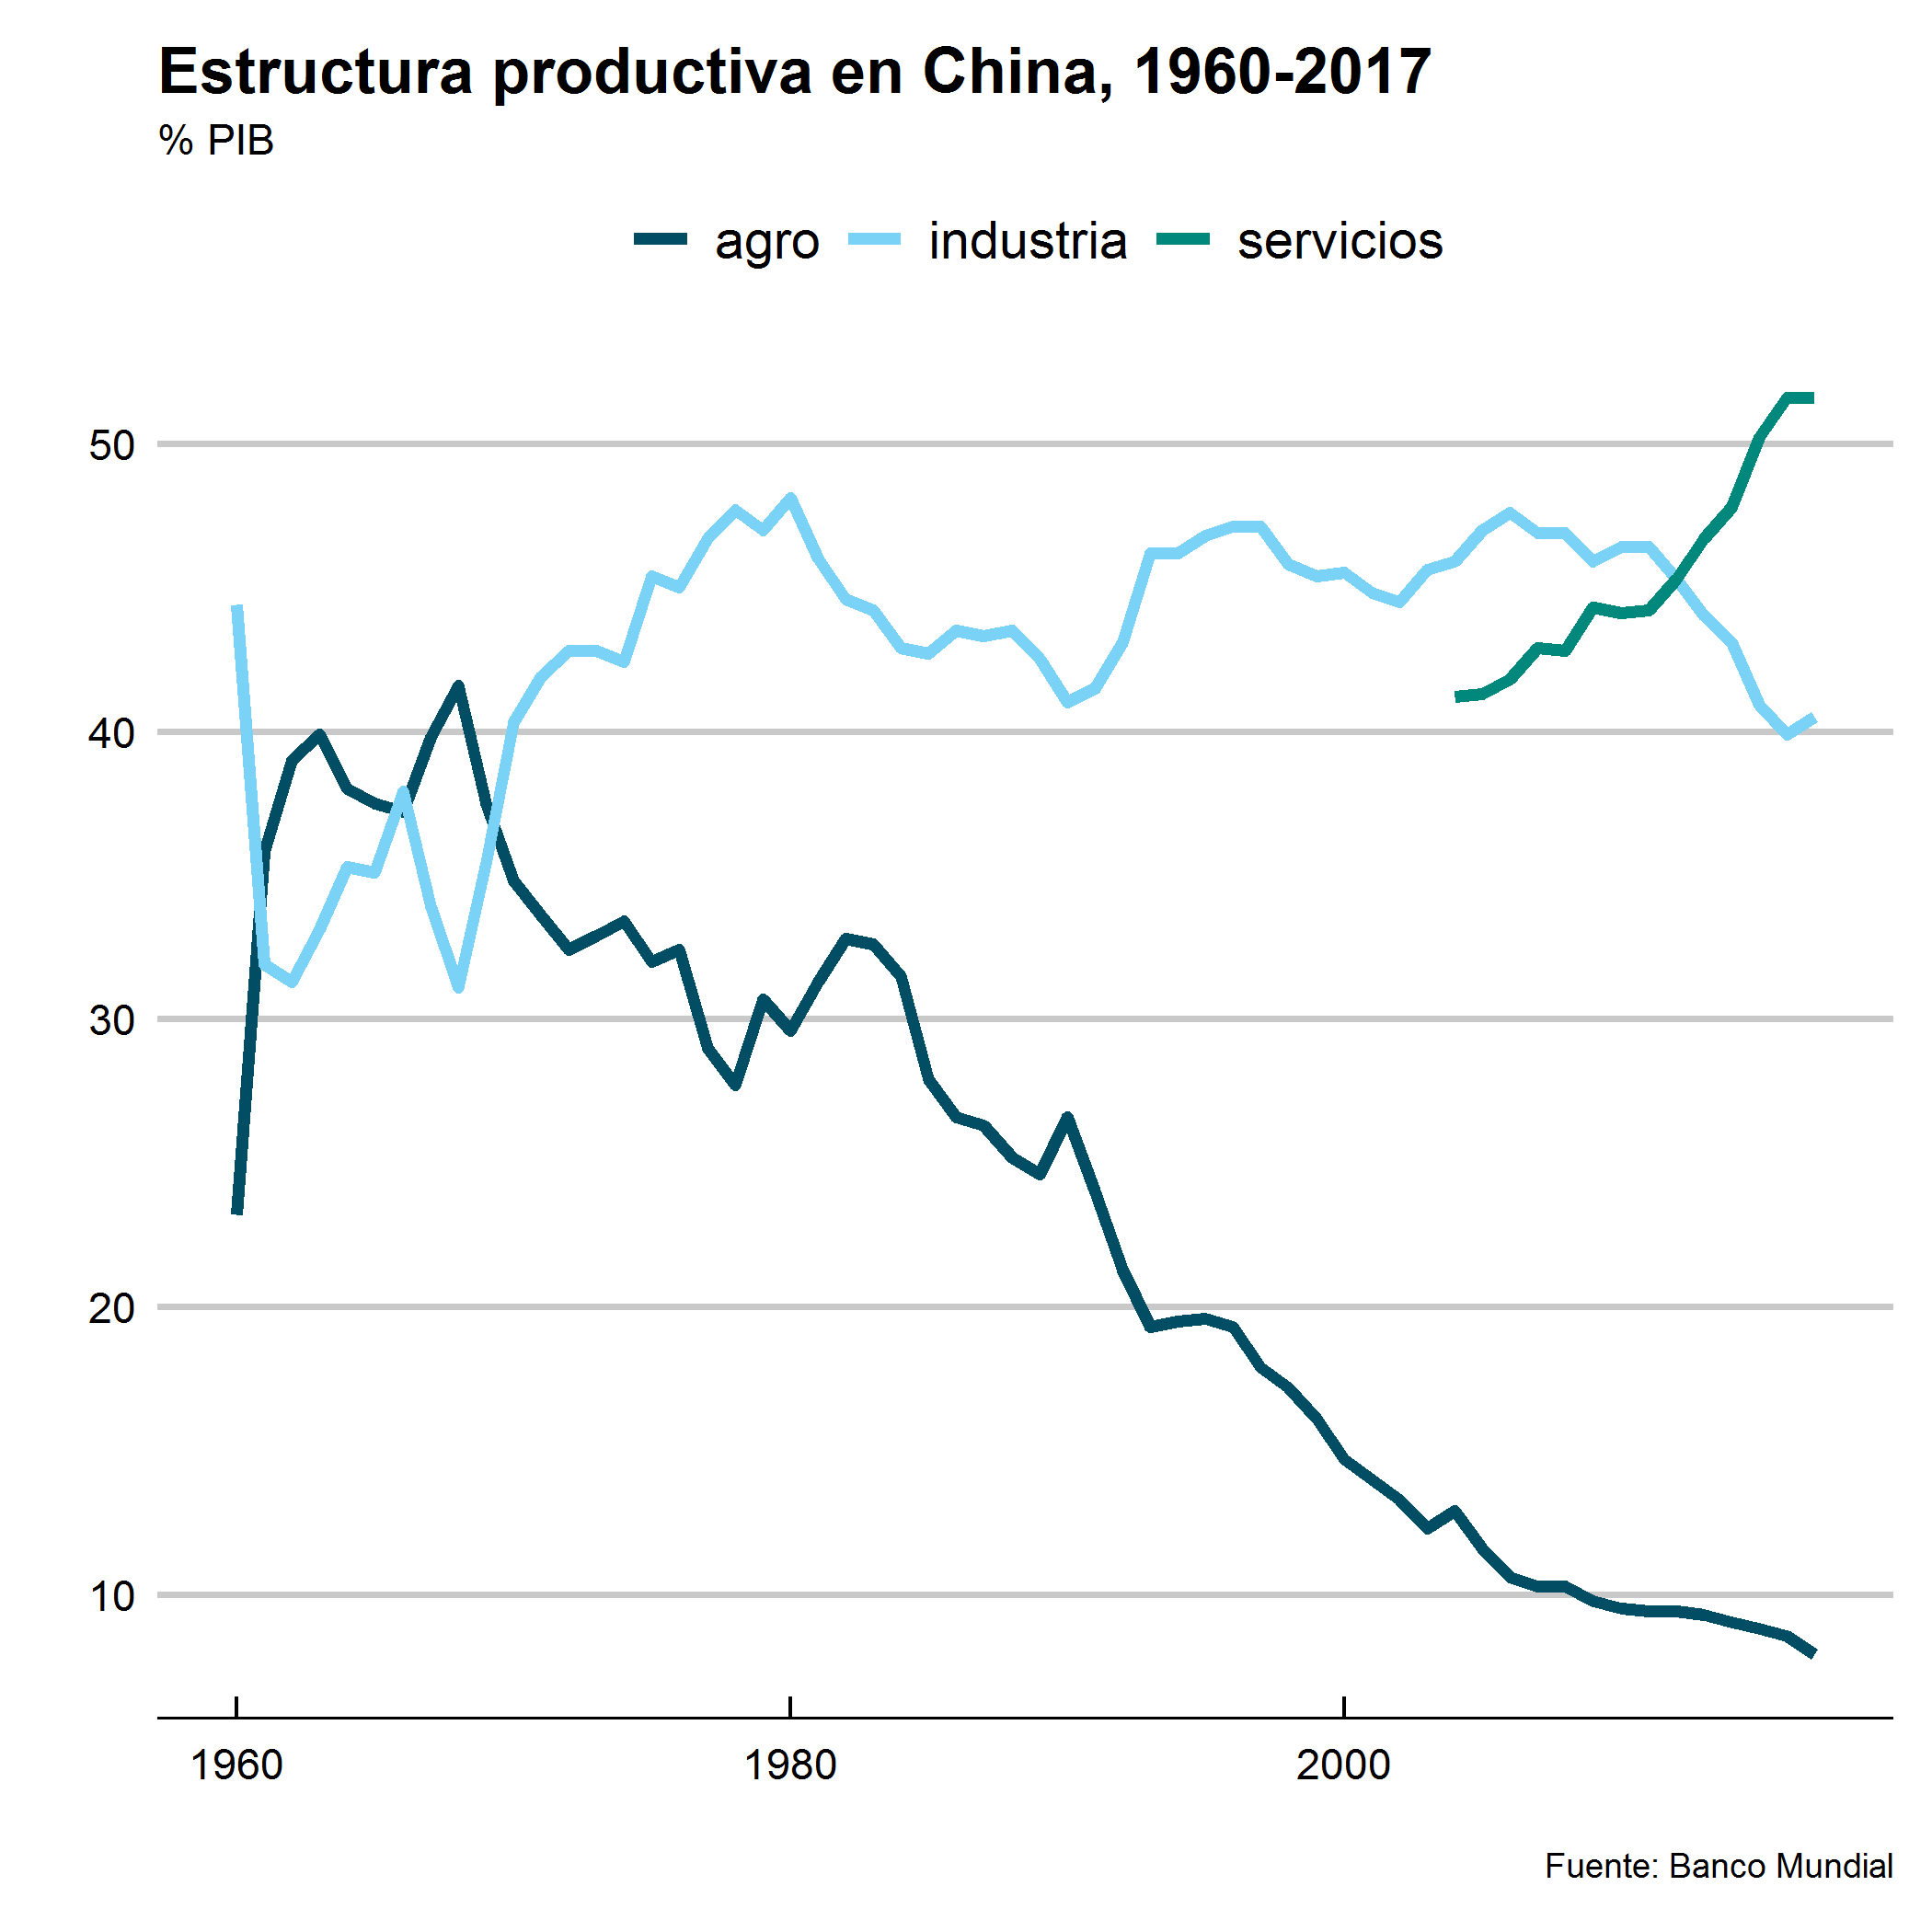 Estructura productiva en China, 1960-2017
% PIB
agro industria servicios
50
40
30
20
10
1960 1980 2000
Fuente: Banco Mundial